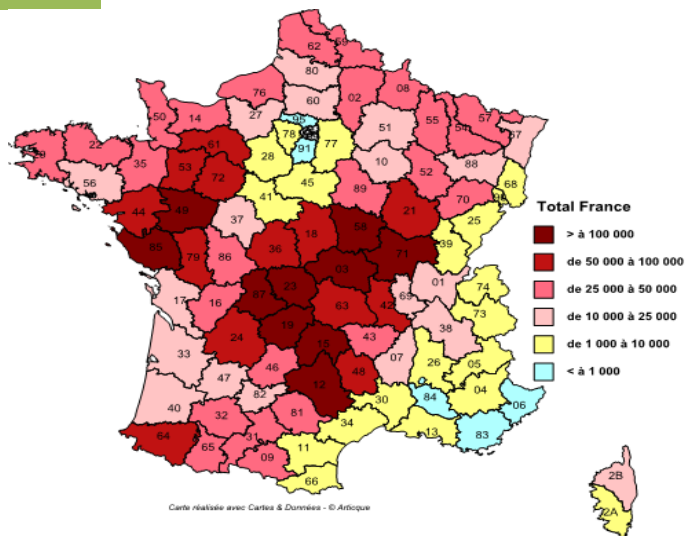 62 59
80
76 02 08
60
50 14 27 95 57
55 54
61 78 51 67
22 77
91
35 53 28 10 88
72 52
56 45 68
89 70
41
44 49 21 25
37 18 58
85 36 71 39
79 86
03
01 74
17 87 23
16 63 42 69 73
19 38
24 15 43
33
46 48 07 26 05
47 12
82 04
40 30 84
32 81 06
34
64 31 13 83
65 11
09
66
2B
2A
Total France
> à 100 000
de 50 000 à 100 000
de 25 000 à 50 000
de 10 000 à 25 000
de 1 000 à 10 000
< à 1 000
Carte réalisée avec Cartes & Données - © Articque